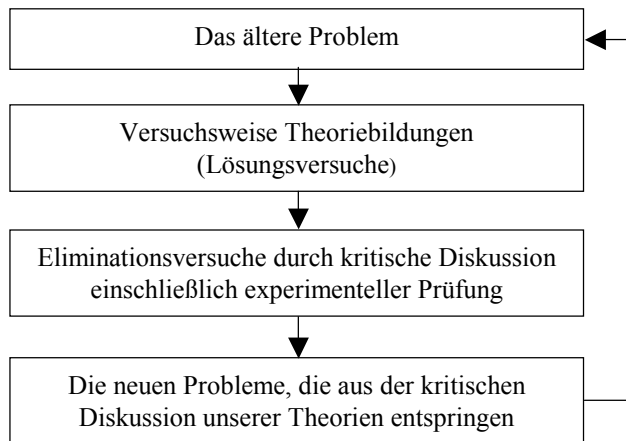 Das ältere Problem
Versuchsweise Theoriebildungen
(Lösungsversuche)
Eliminationsversuche durch kritische Diskussion
einschließlich experimenteller Prüfung
Die neuen Probleme, die aus der kritischen
Diskussion unserer Theorien entspringen